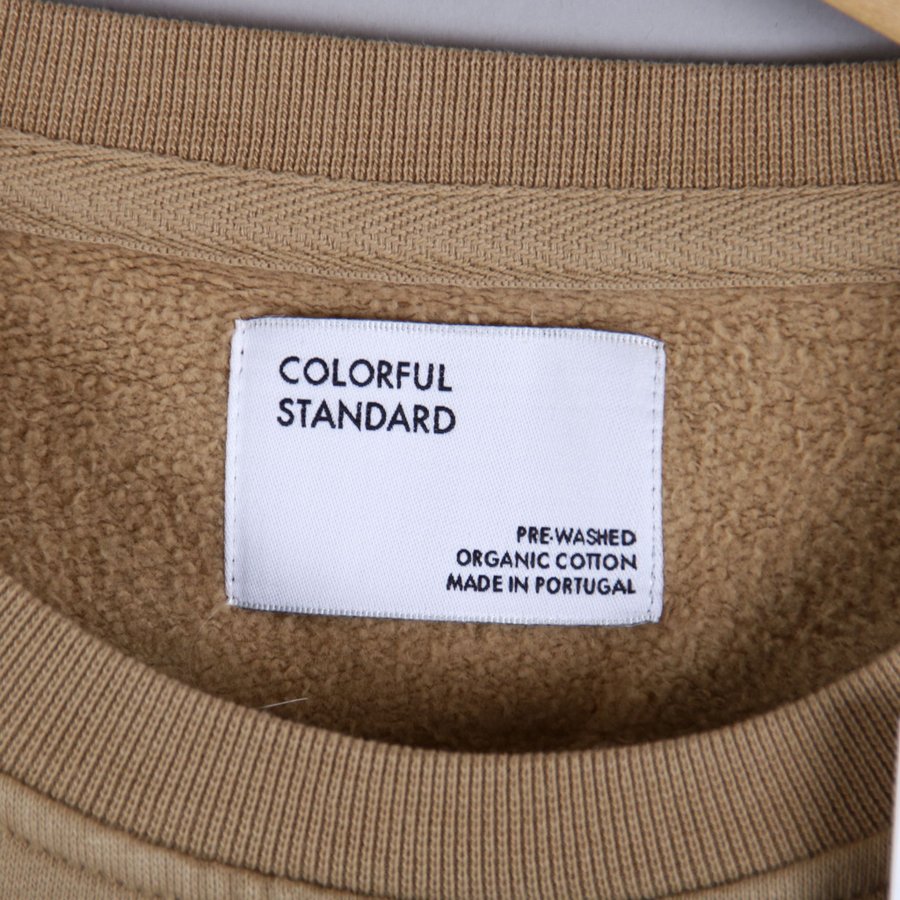 COLORFUL
STANDARD
PRE-WASHED
ORGANIC COTTON
MADE IN PORTUGAL